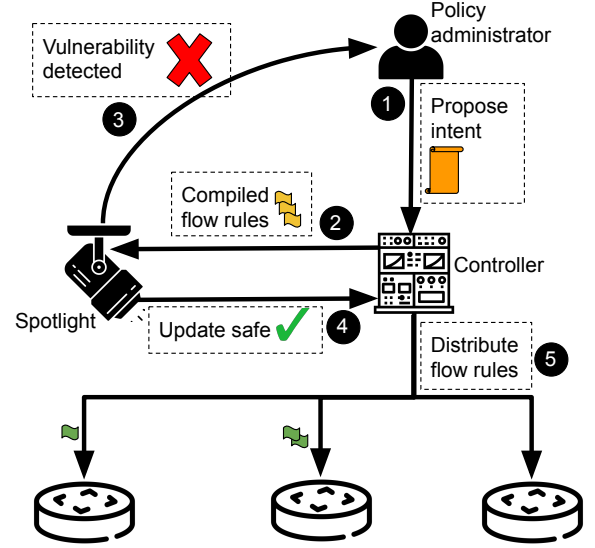 Policy
administrator
Vulnerability
detected
3
1
Propose
intent
Compiled
flow rules
2
Controller
Spotlight
Update safe
4
Distribute
flow rules
5